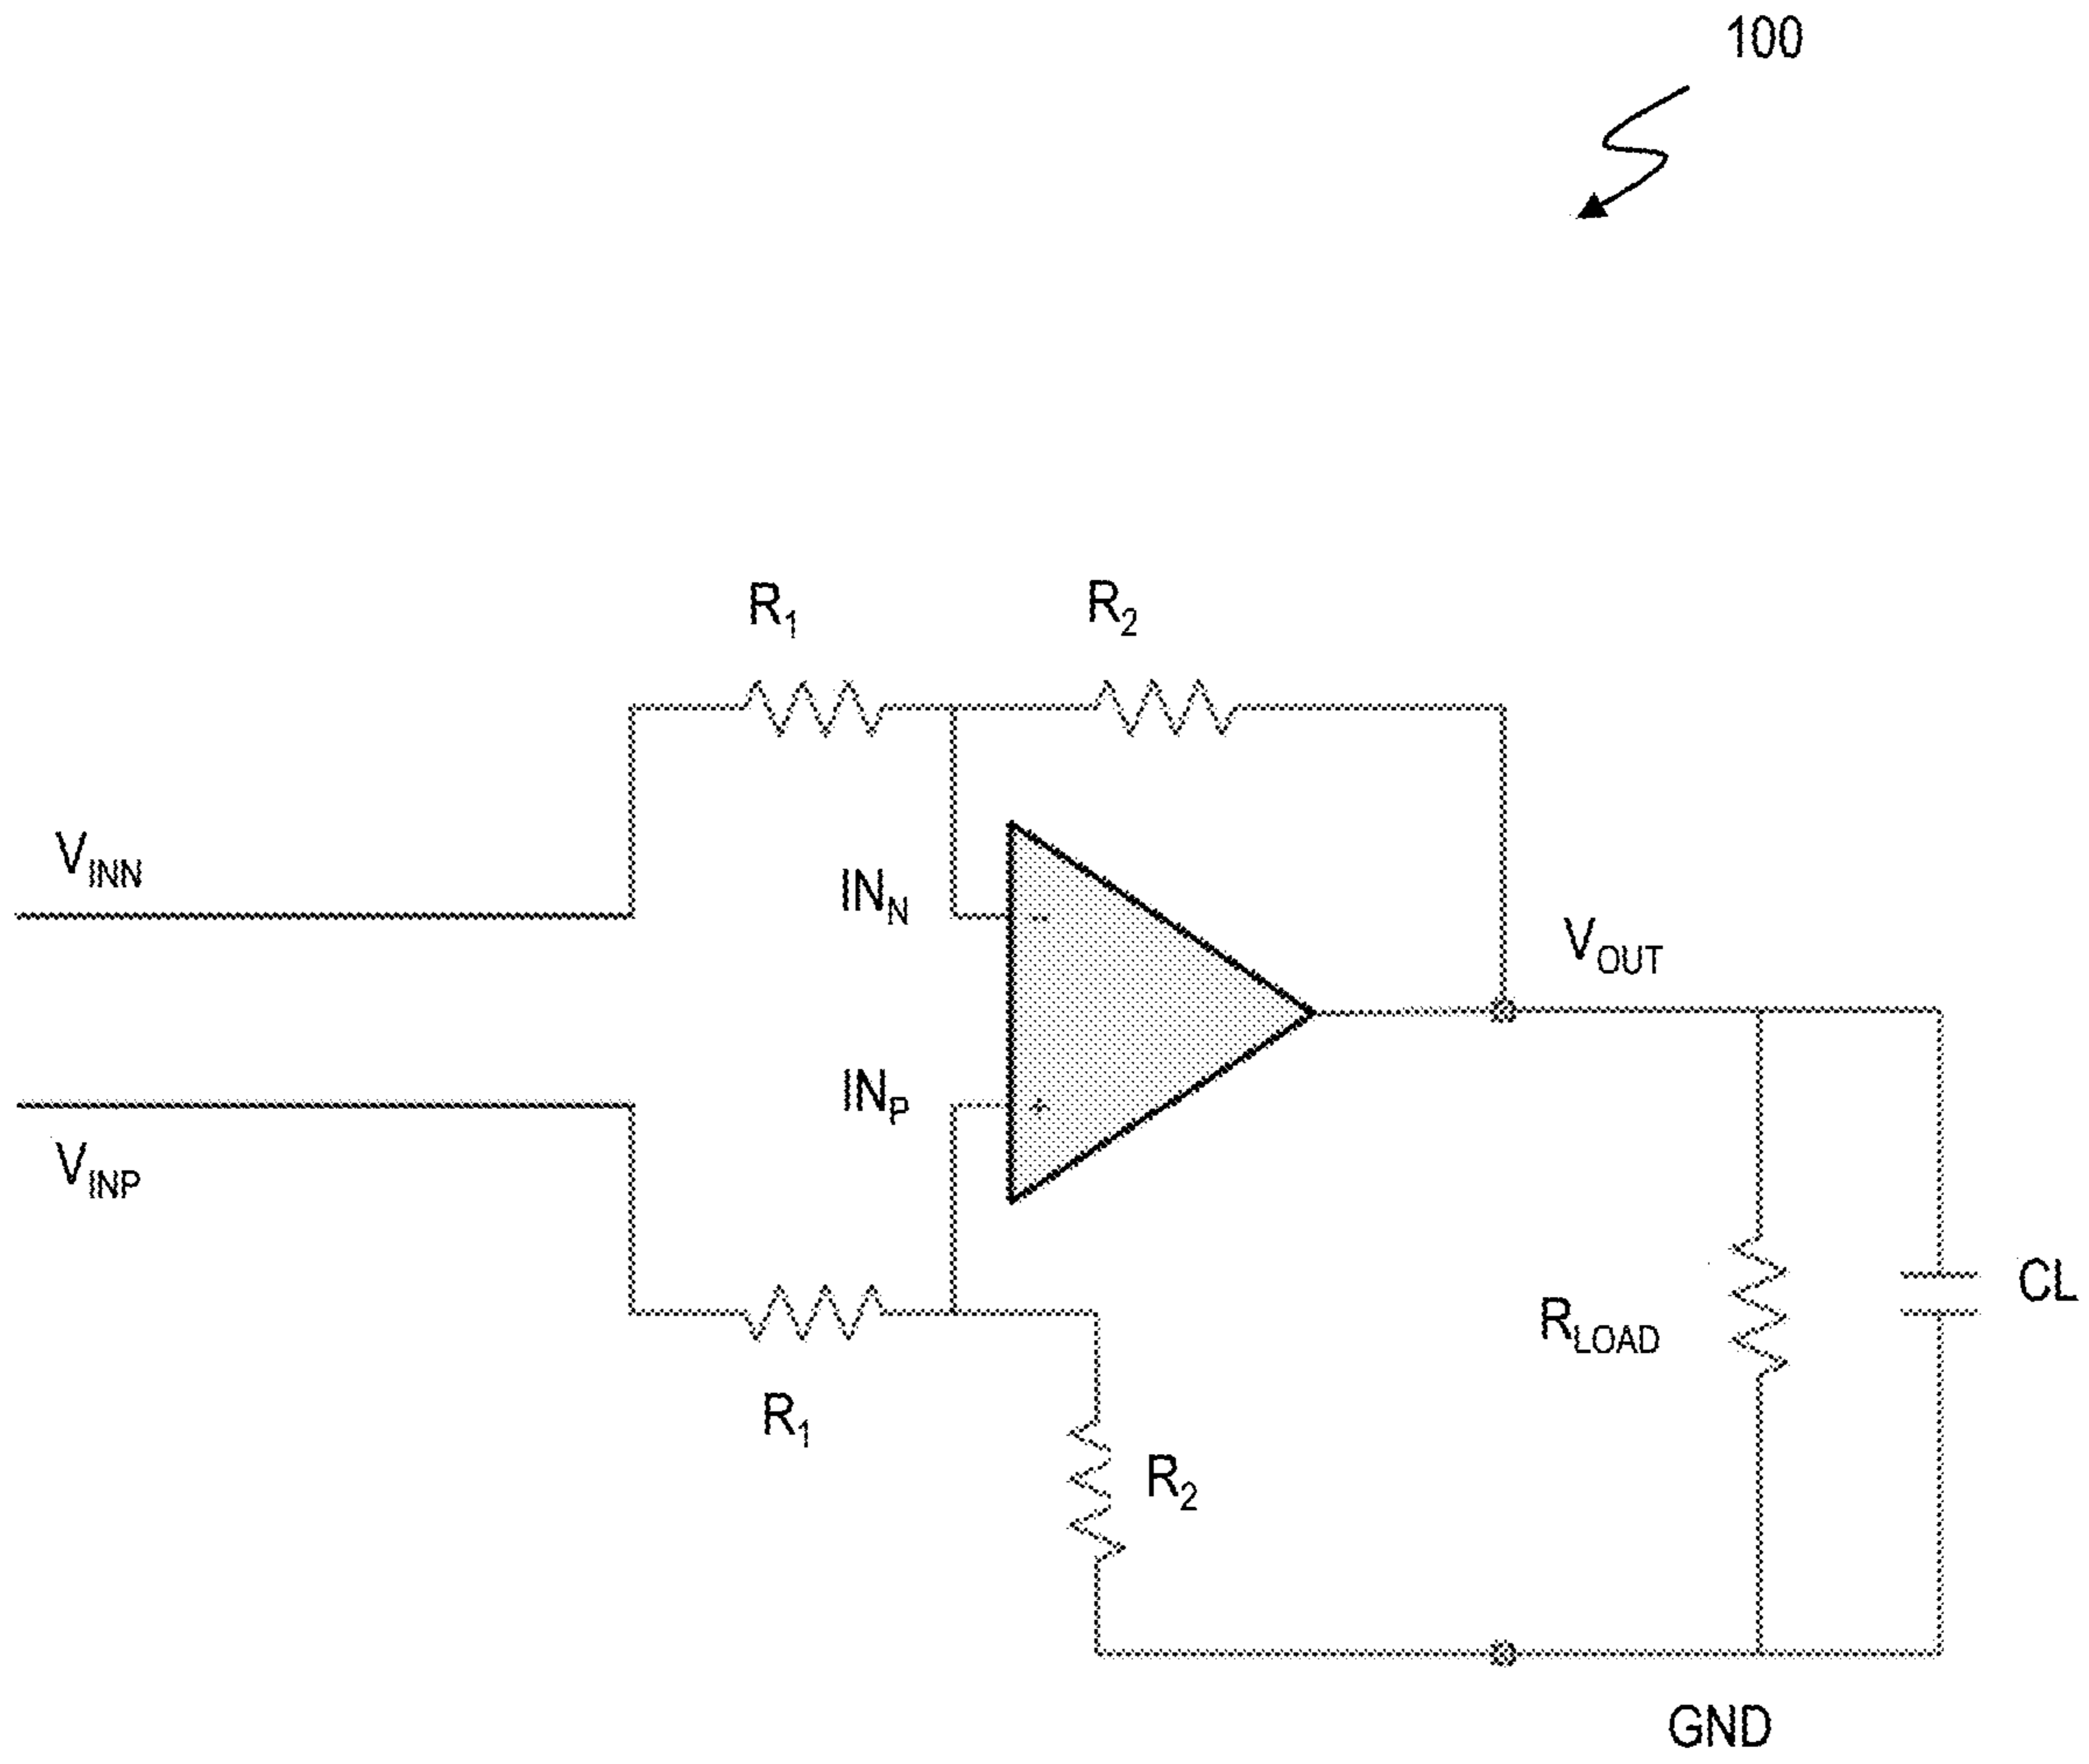 100
R1
R2
VINN
INN
-
VOUT
INP
+
VINP
RLOAD
CL
R1
R2
GND